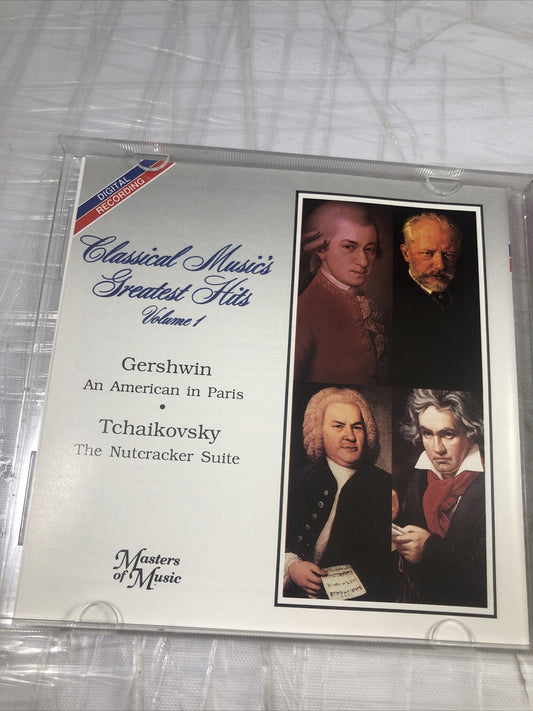 DIGITAL
RECORDING
Classical Music's
Greatest Hits
Volume 1
Gershwin
An American in Paris
•
Tchaikovsky
The Nutcracker Suite
Masters
of Music